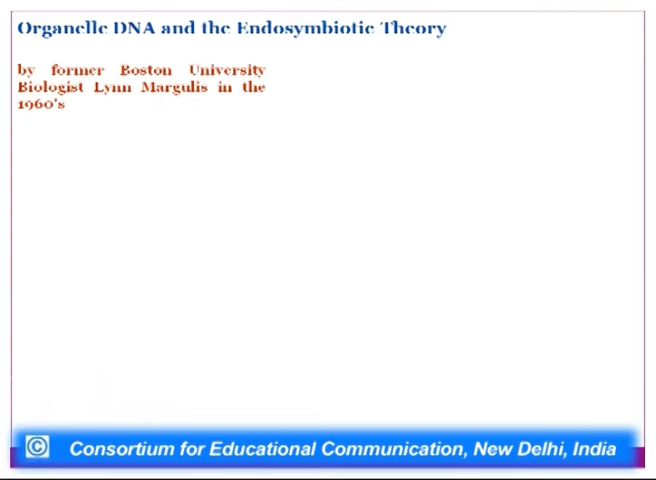 Organelle DNA and the Endosymbiotic Theory
by former Boston University
Biologist Lynn Margulis in the
1960's
© Consortium for Educational Communication, New Delhi, India